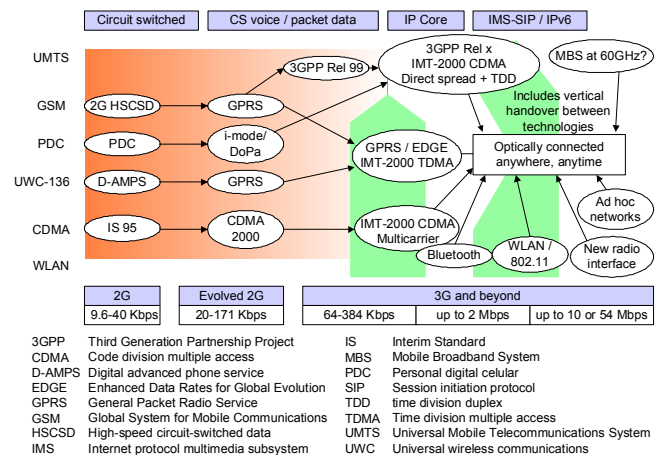 Circuit switched
CS voice / packet data
IP Core
IMS-SIP / IPv6
UMTS
3GPP Rel 99
3GPP Rel x
IMT-2000 CDMA
Direct spread + TDD
MBS at 60GHz?
GSM
2G HSCSD
GPRS
Includes vertical
handover between
technologies
PDC
PDC
i-mode/
DoPa
GPRS / EDGE
IMT-2000 TDMA
Optically connected
anywhere, anytime
UWC-136
D-AMPS
GPRS
Ad hoc
networks
CDMA
IS 95
CDMA
2000
IMT-2000 CDMA
Multicarrier
Bluetooth
WLAN /
802.11
New radio
interface
WLAN
2G
Evolved 2G
3G and beyond
9.6-40 Kbps
20-171 Kbps
64-384 Kbps
up to 2 Mbps
up to 10 or 54 Mbps
3GPP Third Generation Partnership Project
CDMA Code division multiple access
D-AMPS Digital advanced phone service
EDGE Enhanced Data Rates for Global Evolution
GPRS General Packet Radio Service
GSM Global System for Mobile Communications
HSCSD High-speed circuit-switched data
IMS Internet protocol multimedia subsystem
IS Interim Standard
MBS Mobile Broadband System
PDC Personal digital celular
SIP Session initiation protocol
TDD time division duplex
TDMA Time division multiple access
UMTS Universal Mobile Telecommunications System
UWC Universal wireless communications